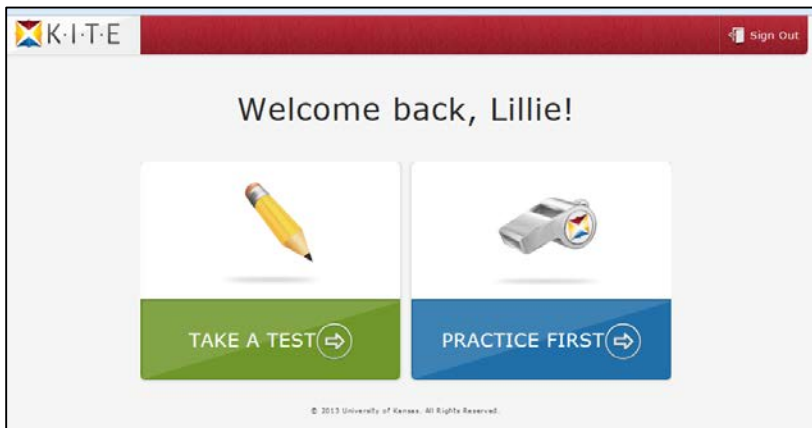 K·I·T·E
Sign Out
Welcome back, Lillie!
TAKE A TEST
PRACTICE FIRST
© 2013 University of Kansas. All Rights Reserved.